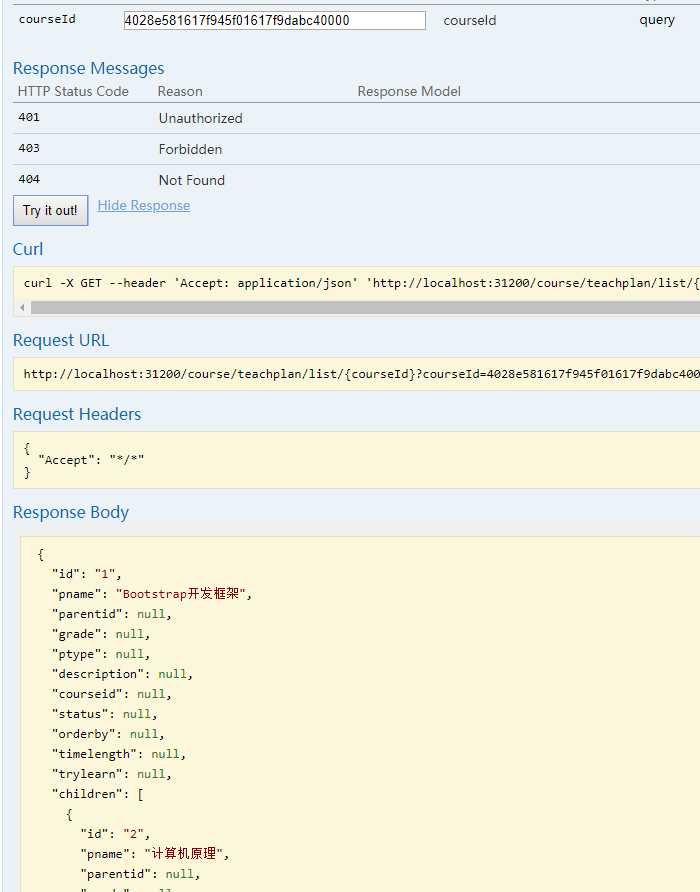 courseId 4028e581617f945f01617f9dabc40000 courseId query
Response Messages
HTTP Status Code Reason Response Model
401 Unauthorized
403 Forbidden
404 Not Found
Try it out! Hide Response
Curl
curl -X GET --header 'Accept: application/json' 'http://localhost:31200/course/teachplan/list/{
Request URL
http://localhost:31200/course/teachplan/list/{courseId}?courseId=4028e581617f945f01617f9dabc400
Request Headers
{
"Accept": "*/*"
}
Response Body
{
"id": "1",
"pname": "Bootstrap开发框架",
"parentid": null,
"grade": null,
"ptype": null,
"description": null,
"courseid": null,
"status": null,
"orderby": null,
"timelength": null,
"trylearn": null,
"children": [
{
"id": "2",
"pname": "计算机原理",
"parentid": null,